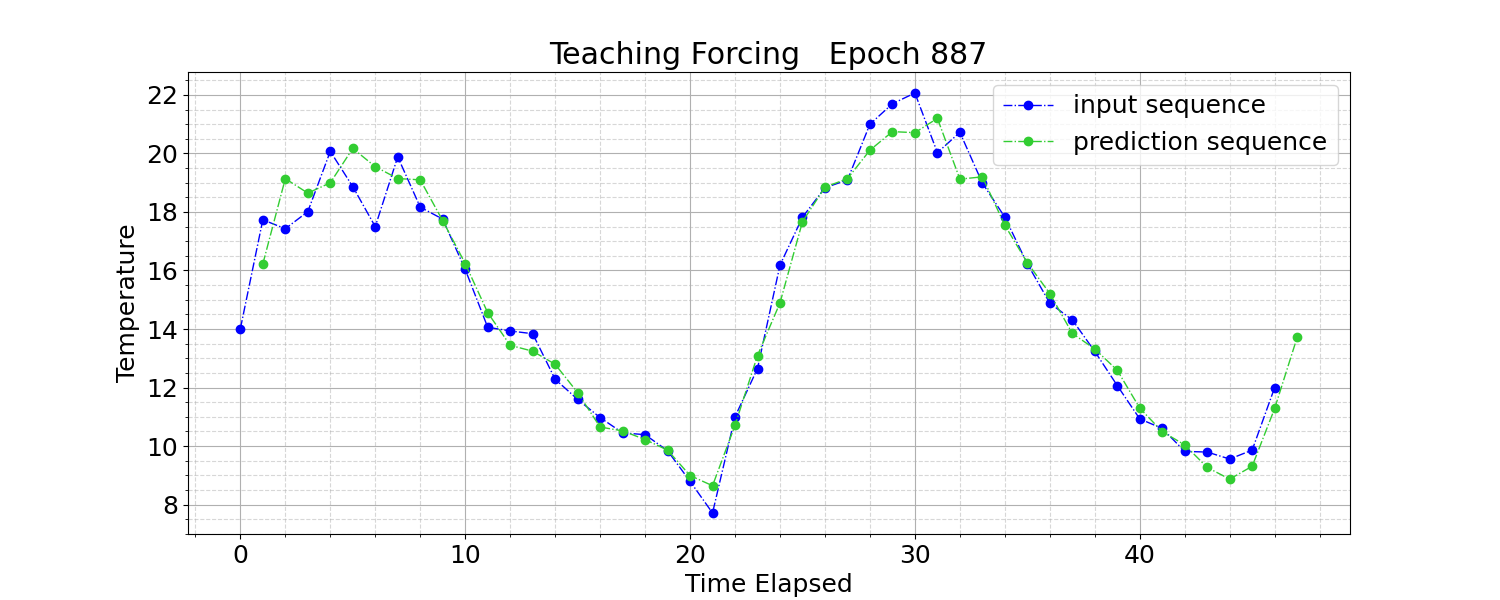 Teaching Forcing   Epoch 887
22
20
18
16
14
12
10
8
Temperature
input sequence
prediction sequence
0 10 20 30 40
Time Elapsed